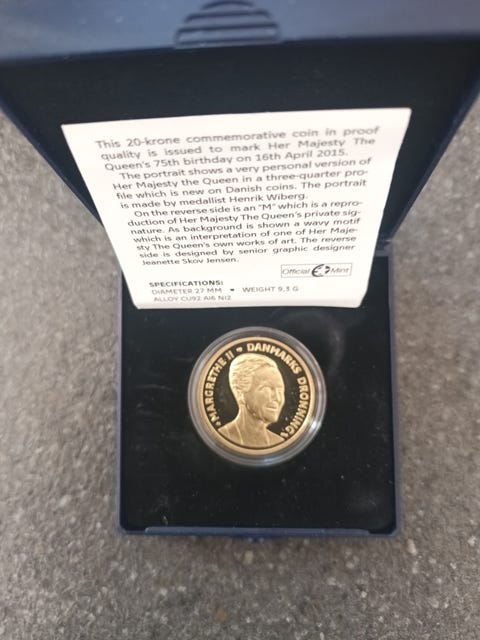 This 20-krone commemorative coin in proof
quality is issued to mark Her Majesty The
Queen's 75th birthday on 16th April 2015.
The portrait shows a very personal version of
Her Majesty the Queen in a three-quarter pro-
file which is new on Danish coins. The portrait
is made by medallist Henrik Wiberg.
On the reverse side is an "M" which is a repro-
duction of Her Majesty The Queen's private sig-
nature. As background is shown a wavy motif
which is an interpretation of one of Her Maje-
sty The Queen's own works of art. The reverse
side is designed by senior graphic designer
Jeanette Skov Jensen.
Official Mint
SPECIFICATIONS:
DIAMETER 27 MM • WEIGHT 9,3 G
ALLOY CU92 Al6 NI2
MARGRETHE II DANMARKS DRONNING